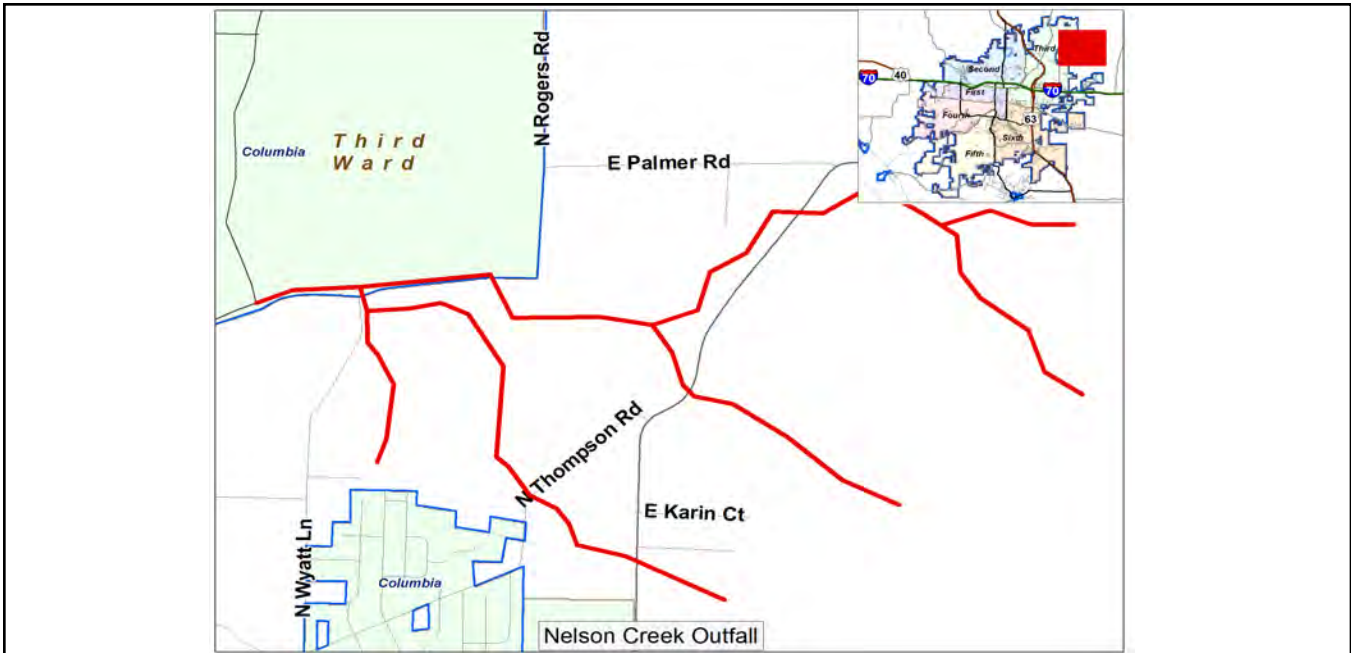 N Rogers Rd
Third
Ward
Columbia
E Palmer Rd
N Thompson Rd
E Karin Ct
N Wyatt Ln
Columbia
Nelson Creek Outfall
Third
Second
70
40
First
70
Fourth
63
Sixth
Fifth